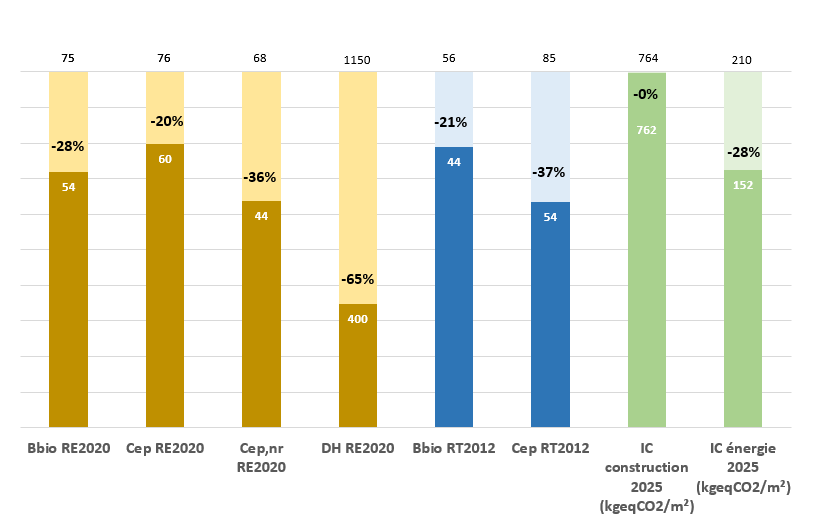 75 76 68 1150 56 85 764 210
-28% -20% -36% -65% -21% -37% -0% -28%
54 60 44 400 44 54 762 152
Bbio RE2020
Cep RE2020
Cep,nr
RE2020
DH RE2020
Bbio RT2012
Cep RT2012
IC
construction
2025
(kgeqCO2/m²)
IC énergie
2025
(kgeqCO2/m²)